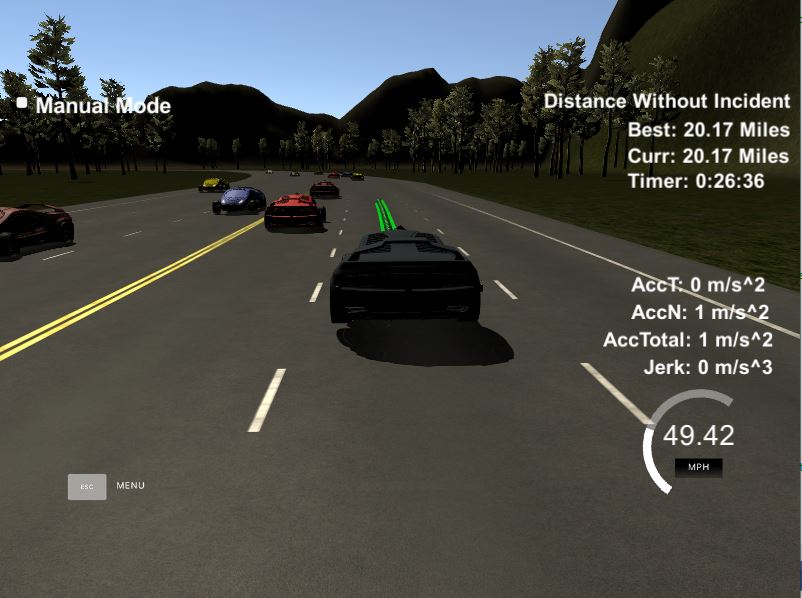 Manual Mode
Distance Without Incident
Best: 20.17 Miles
Curr: 20.17 Miles
Timer: 0:26:36
AccT: 0 m/s^2
AccN: 1 m/s^2
AccTotal: 1 m/s^2
Jerk: 0 m/s^3
49.42
MPH
ESC MENU